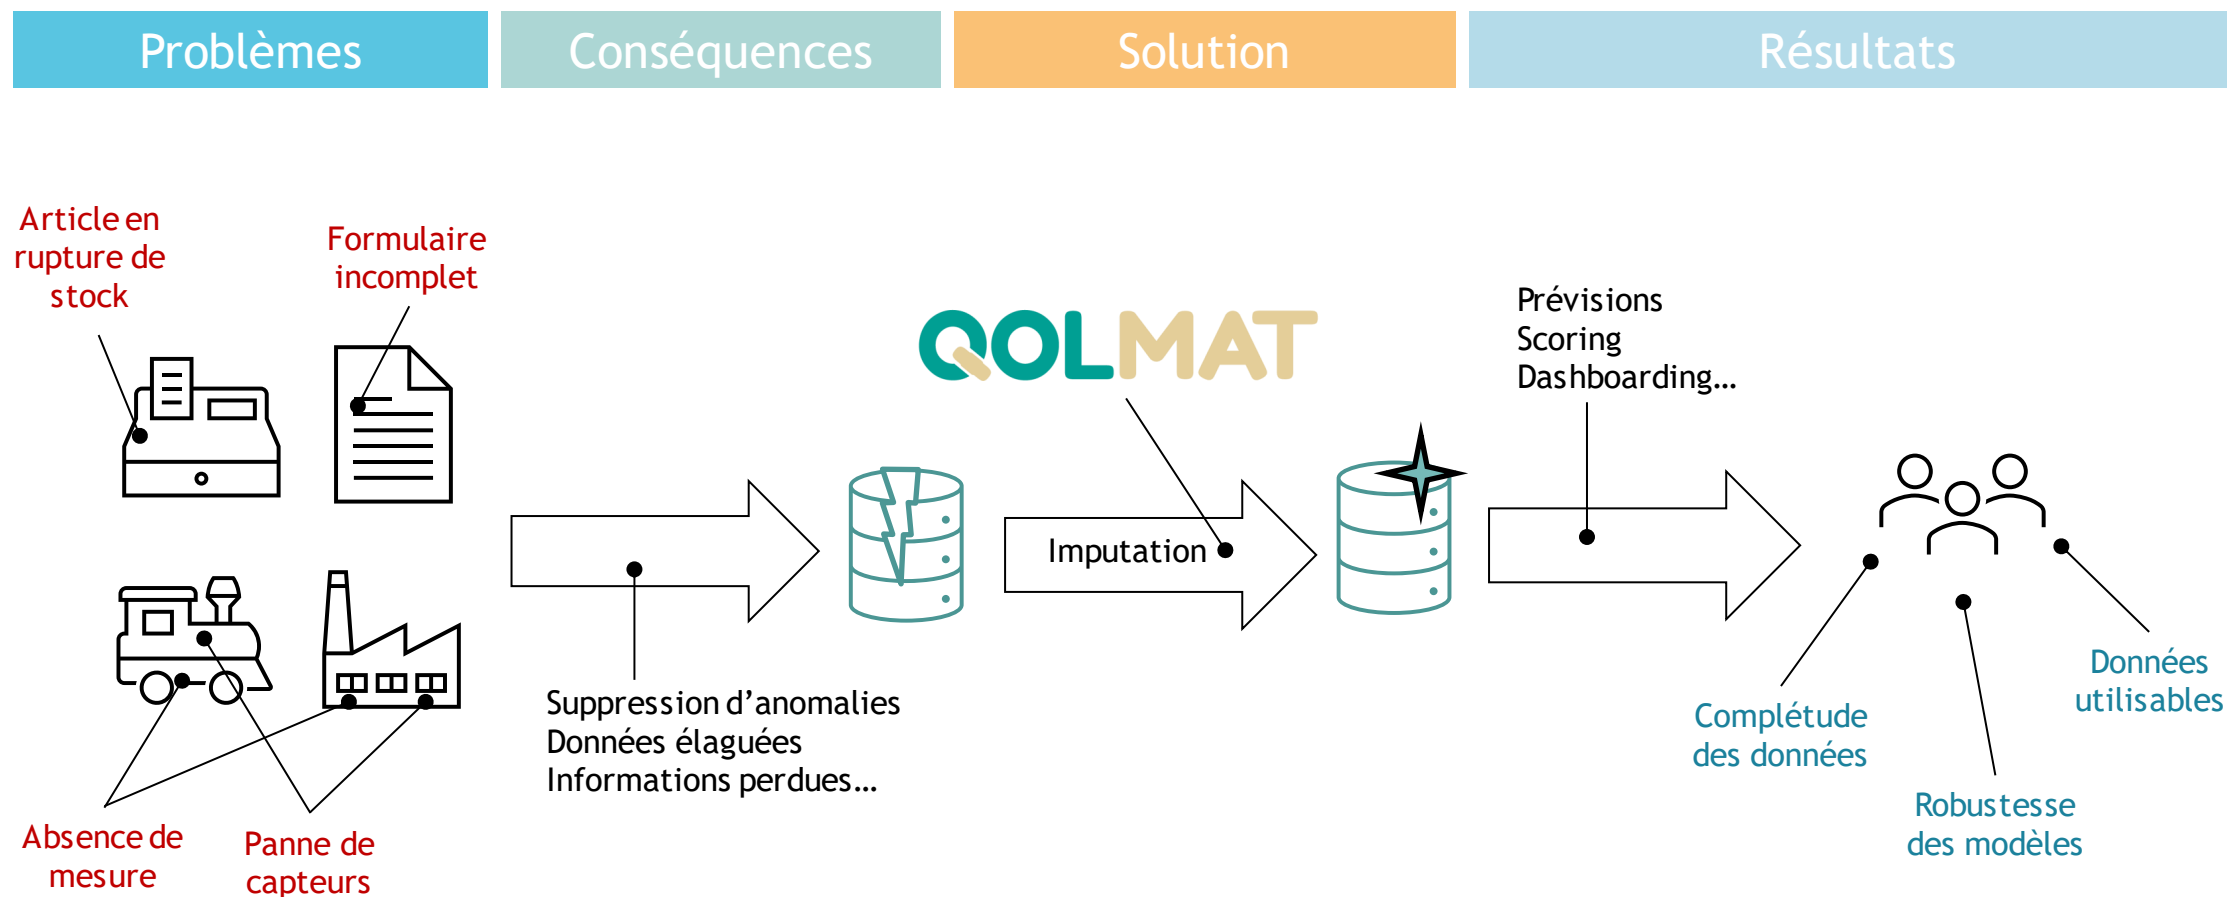 Problèmes
Conséquences
Solution
Résultats
Article en
rupture de
stock
Formulaire
incomplet
Absence de
mesure
Panne de
capteurs
Suppression d’anomalies
Données élaguées
Informations perdues…
QOLMAT
Imputation
Prévisions
Scoring
Dashboarding…
Complétude
des données
Robustesse
des modèles
Données
utilisables